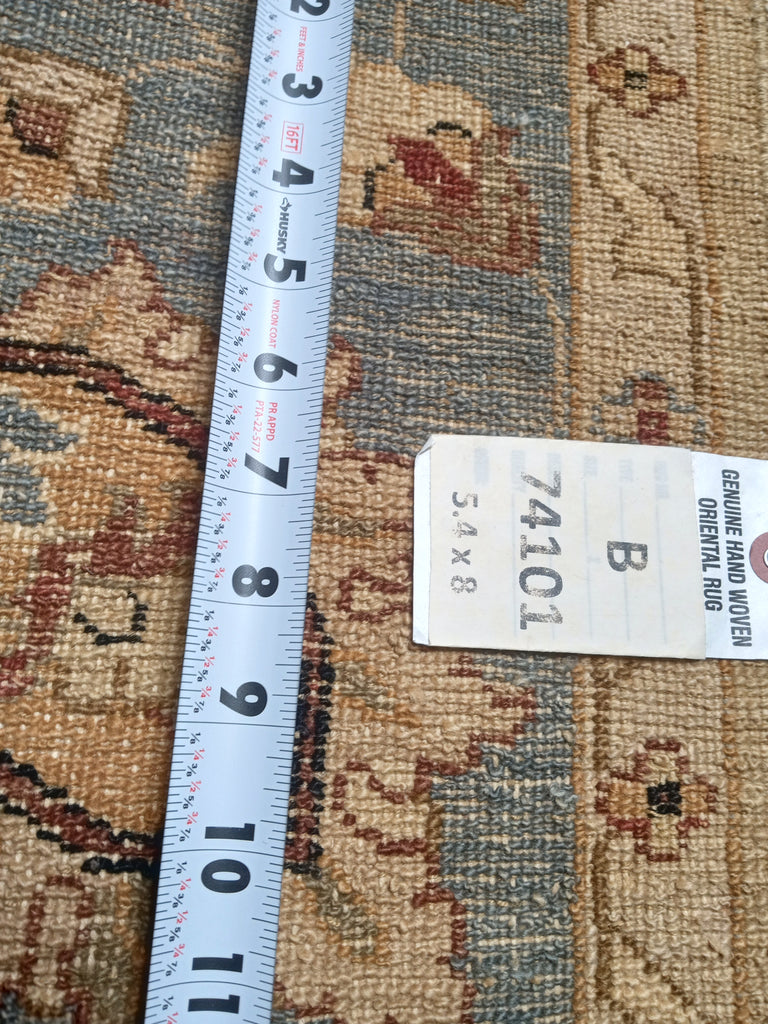 2
FEET & INCHES
3
16FT
4
HUSKY
5
NYLON COAT
6
PR APPD
PTA-22-577
7
8
9
10
11
GENUINE HAND WOVEN
ORIENTAL RUG
B
74101
5.4 x 8